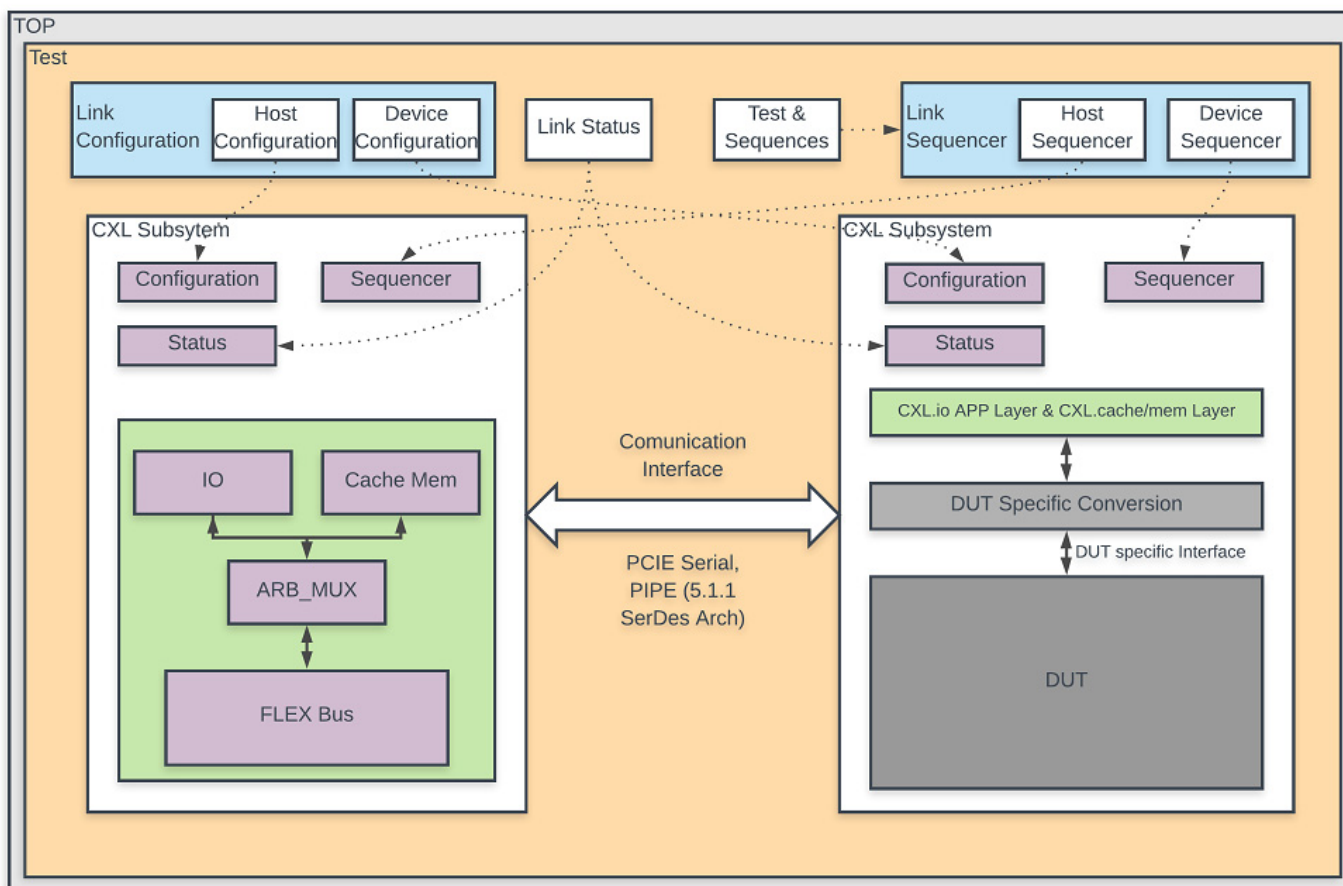 TOP
Test
Link
Configuration
Host
Configuration
Device
Configuration
Link Status
Test &
Sequences
Link
Sequencer
Host
Sequencer
Device
Sequencer
CXL Subsytem
Configuration
Sequencer
Status
IO
Cache Mem
ARB_MUX
FLEX Bus
Comunication
Interface
PCIE Serial,
PIPE (5.1.1
SerDes Arch)
CXL Subsystem
Configuration
Sequencer
Status
CXL.io APP Layer & CXL.cache/mem Layer
DUT Specific Conversion
DUT specific Interface
DUT